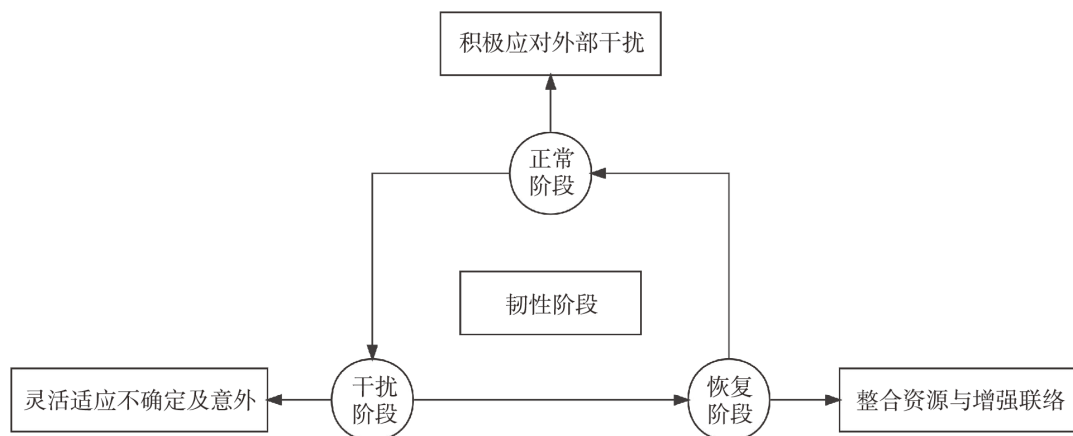 积极应对外部干扰
正常
阶段
韧性阶段
灵活适应不确定及意外
干扰
阶段
恢复
阶段
整合资源与增强联络